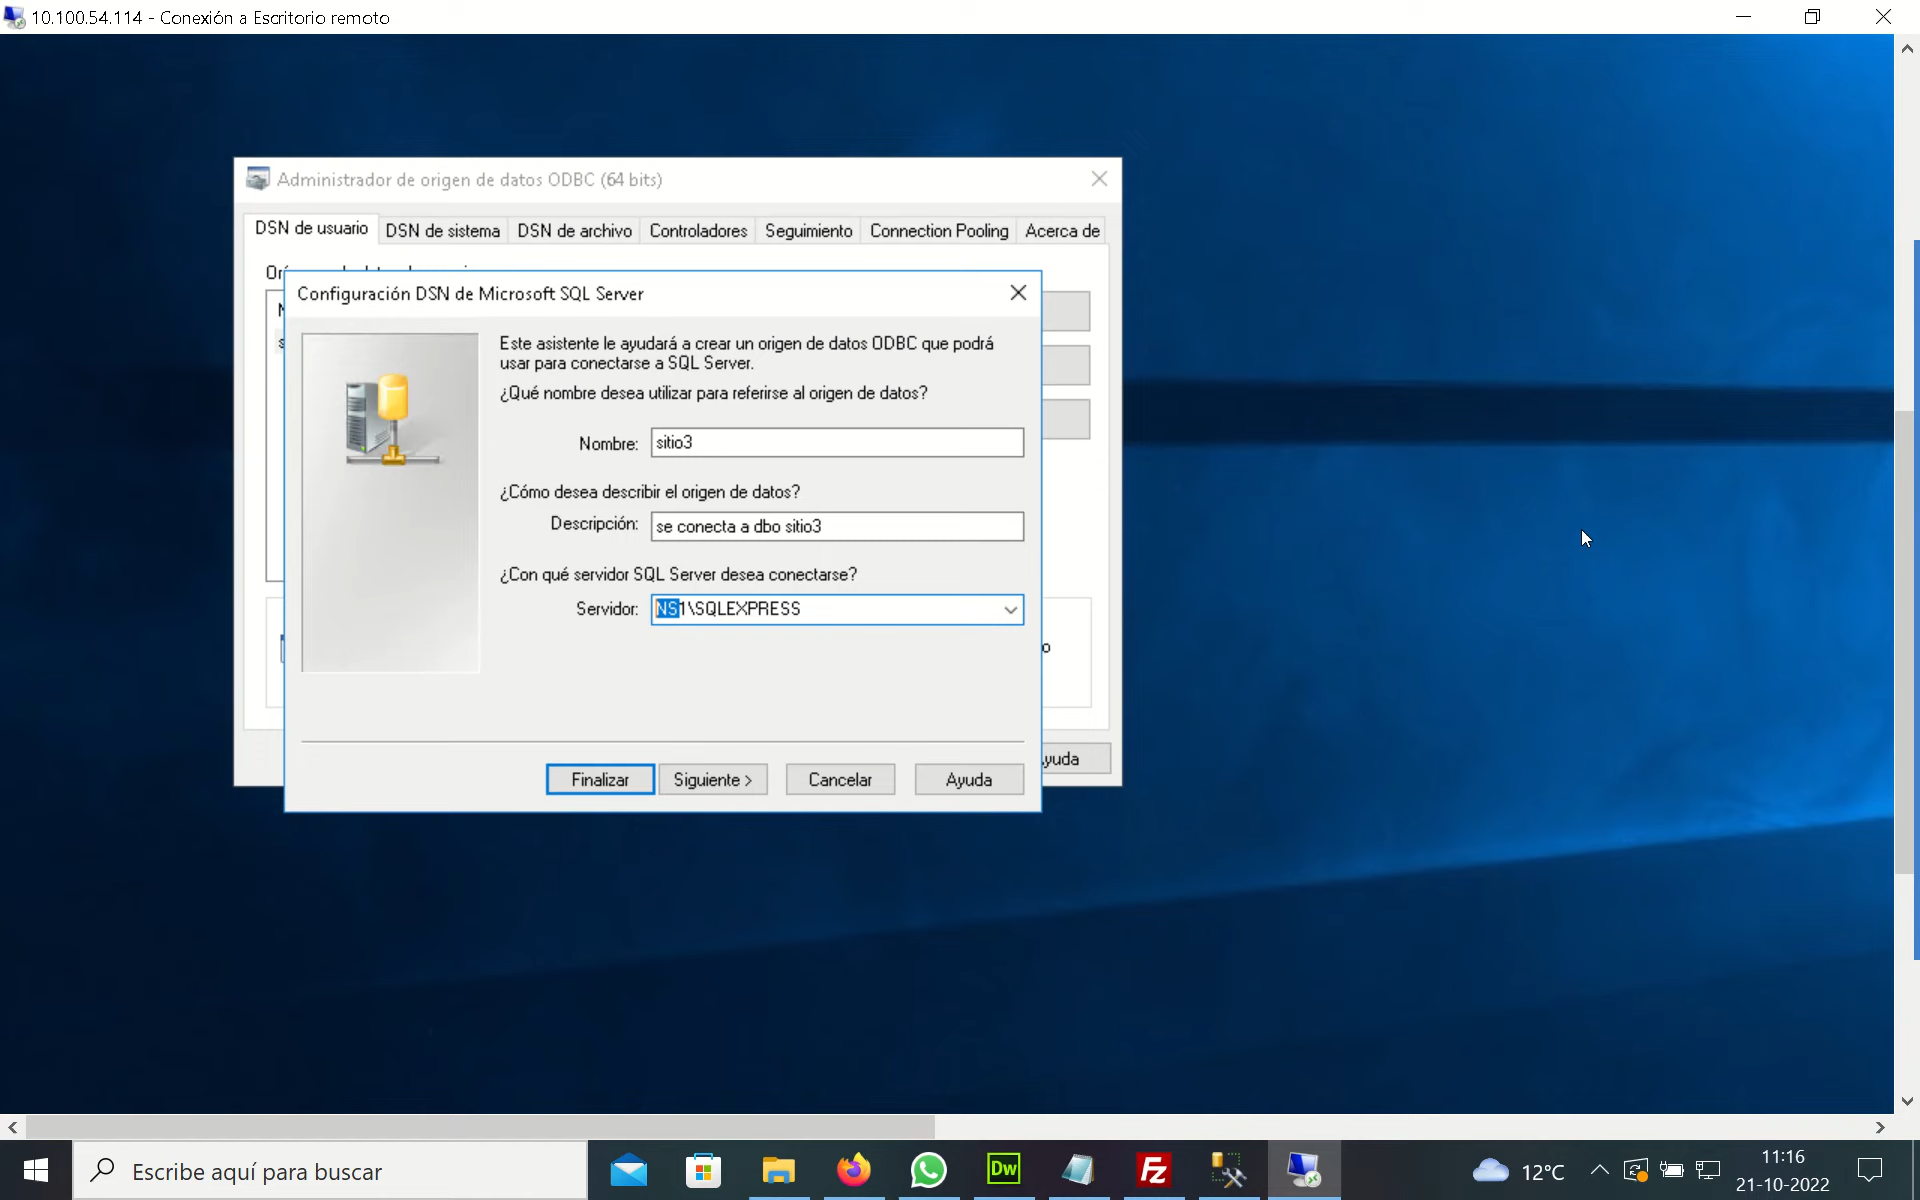 10.100.54.114 - Conexión a Escritorio remoto
Administrador de origen de datos ODBC (64 bits)
DSN de usuario
DSN de sistema
DSN de archivo
Controladores
Seguimiento
Connection Pooling
Acerca de
Configuración DSN de Microsoft SQL Server
Este asistente le ayudará a crear un origen de datos ODBC que podrá
usar para conectarse a SQL Server.
¿Qué nombre desea utilizar para referirse al origen de datos?
Nombre: sitio3
¿Cómo desea describir el origen de datos?
Descripción: se conecta a dbo sitio3
¿Con qué servidor SQL Server desea conectarse?
Servidor: NS1\SQLEXPRESS
Finalizar
Siguiente >
Cancelar
Ayuda
yuda
Escribe aquí para buscar
Dw
Fz
12°C
11:16
21-10-2022